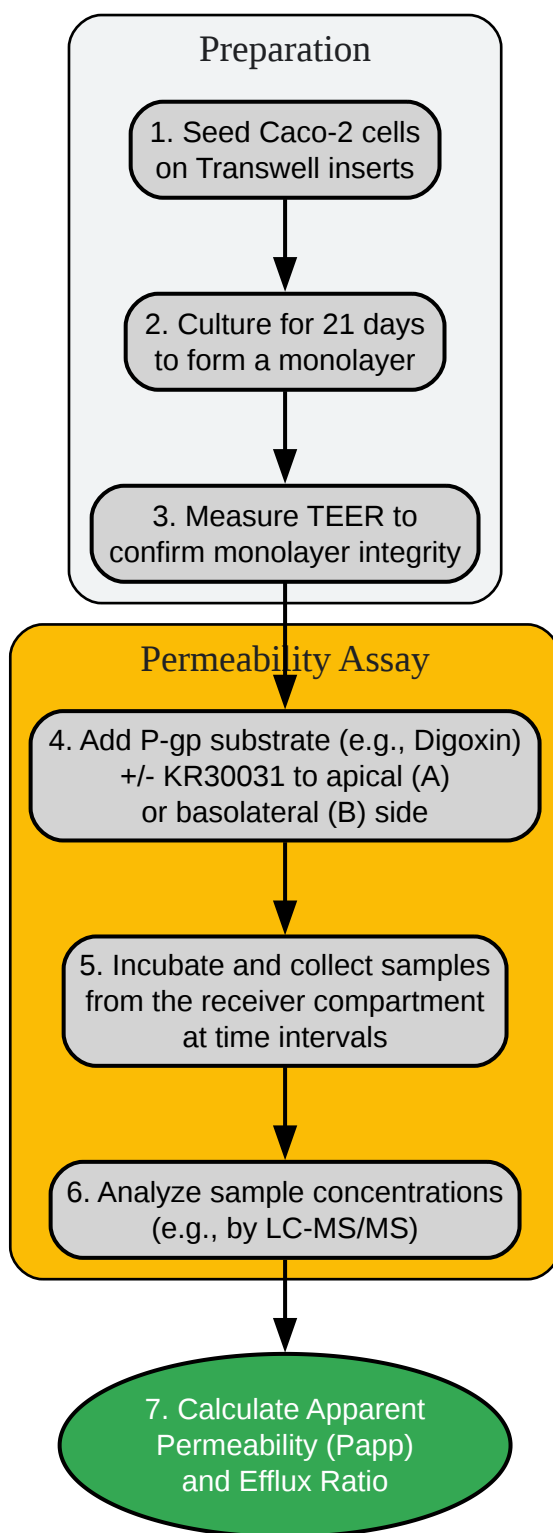 Preparation
1. Seed Caco-2 cells
on Transwell inserts
2. Culture for 21 days
to form a monolayer
3. Measure TEER to
confirm monolayer integrity
Permeability Assay
4. Add P-gp substrate (e.g., Digoxin)
+/- KR30031 to apical (A)
or basolateral (B) side
5. Incubate and collect samples
from the receiver compartment
at time intervals
6. Analyze sample concentrations
(e.g., by LC-MS/MS)
7. Calculate Apparent
Permeability (Papp)
and Efflux Ratio